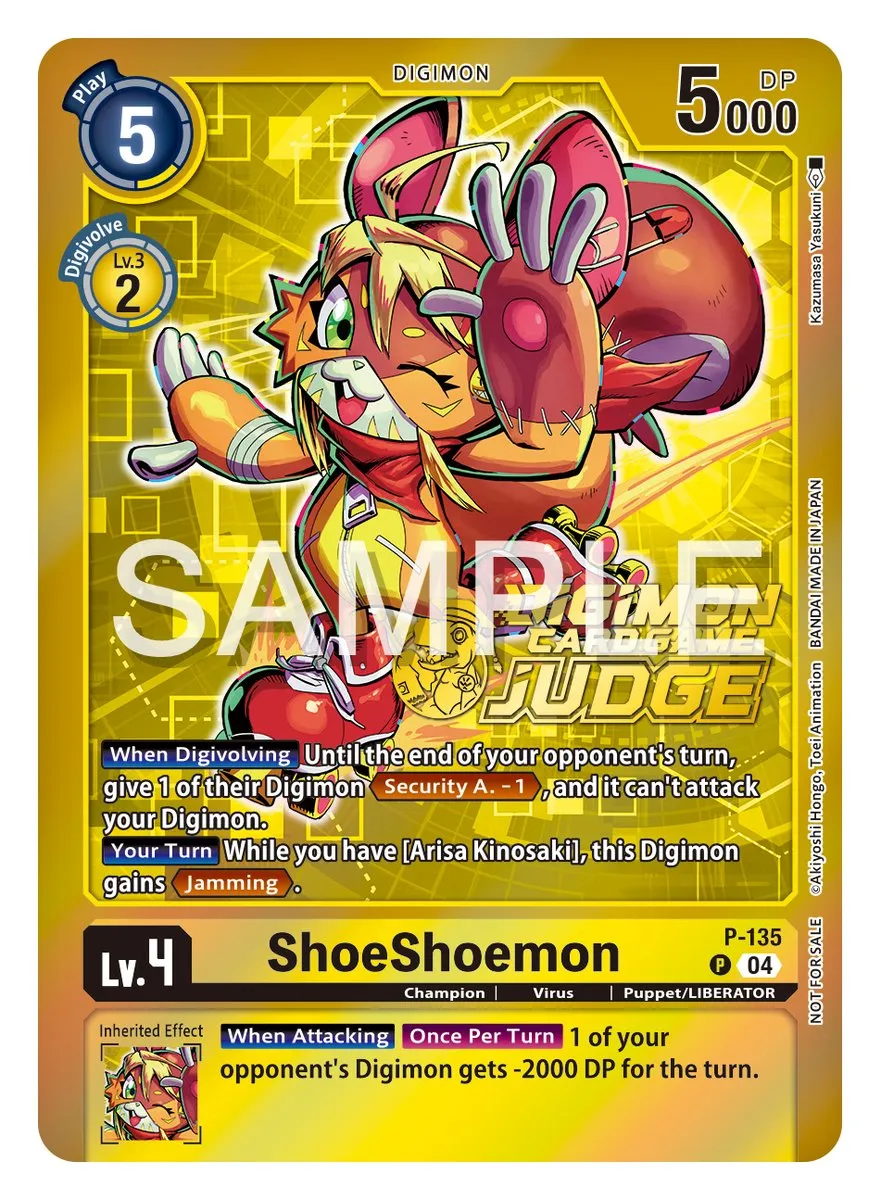 DIGIMON
Play
5
DP
5000
Digivolve
Lv.3
2
Kazumasa Yasukuni
SAMPLE
DIGIMON
CARD GAME
JUDGE
BANDAI MADE IN JAPAN
©Akiyoshi Hongo, Toei Animation
NOT FOR SALE
When Digivolving Until the end of your opponent's turn,
give 1 of their Digimon Security A. -1 , and it can't attack
your Digimon.
Your Turn While you have [Arisa Kinosaki], this Digimon
gains Jamming .
Lv.4
ShoeShoemon
P-135
P 04
Champion | Virus | Puppet/LIBERATOR
Inherited Effect
When Attacking Once Per Turn 1 of your
opponent's Digimon gets -2000 DP for the turn.